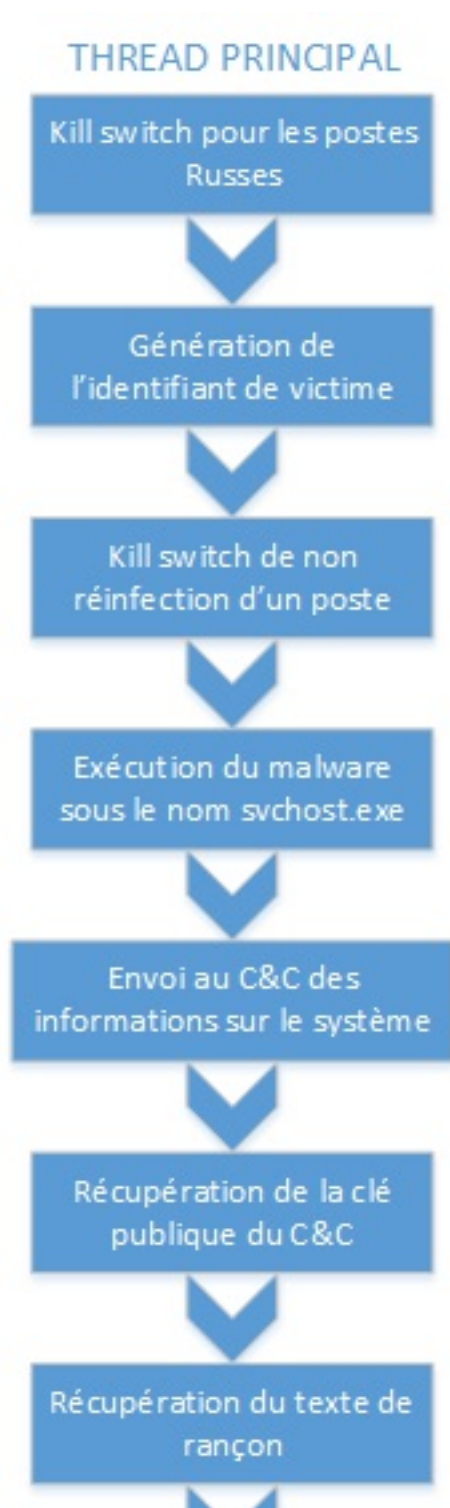 THREAD PRINCIPAL
Kill switch pour les postes
Russes
Génération de
l'identifiant de victime
Kill switch de non
réinfection d'un poste
Exécution du malware
sous le nom svchost.exe
Envoi au C&C des
informations sur le système
Récupération de la clé
publique du C&C
Récupération du texte de
rançon